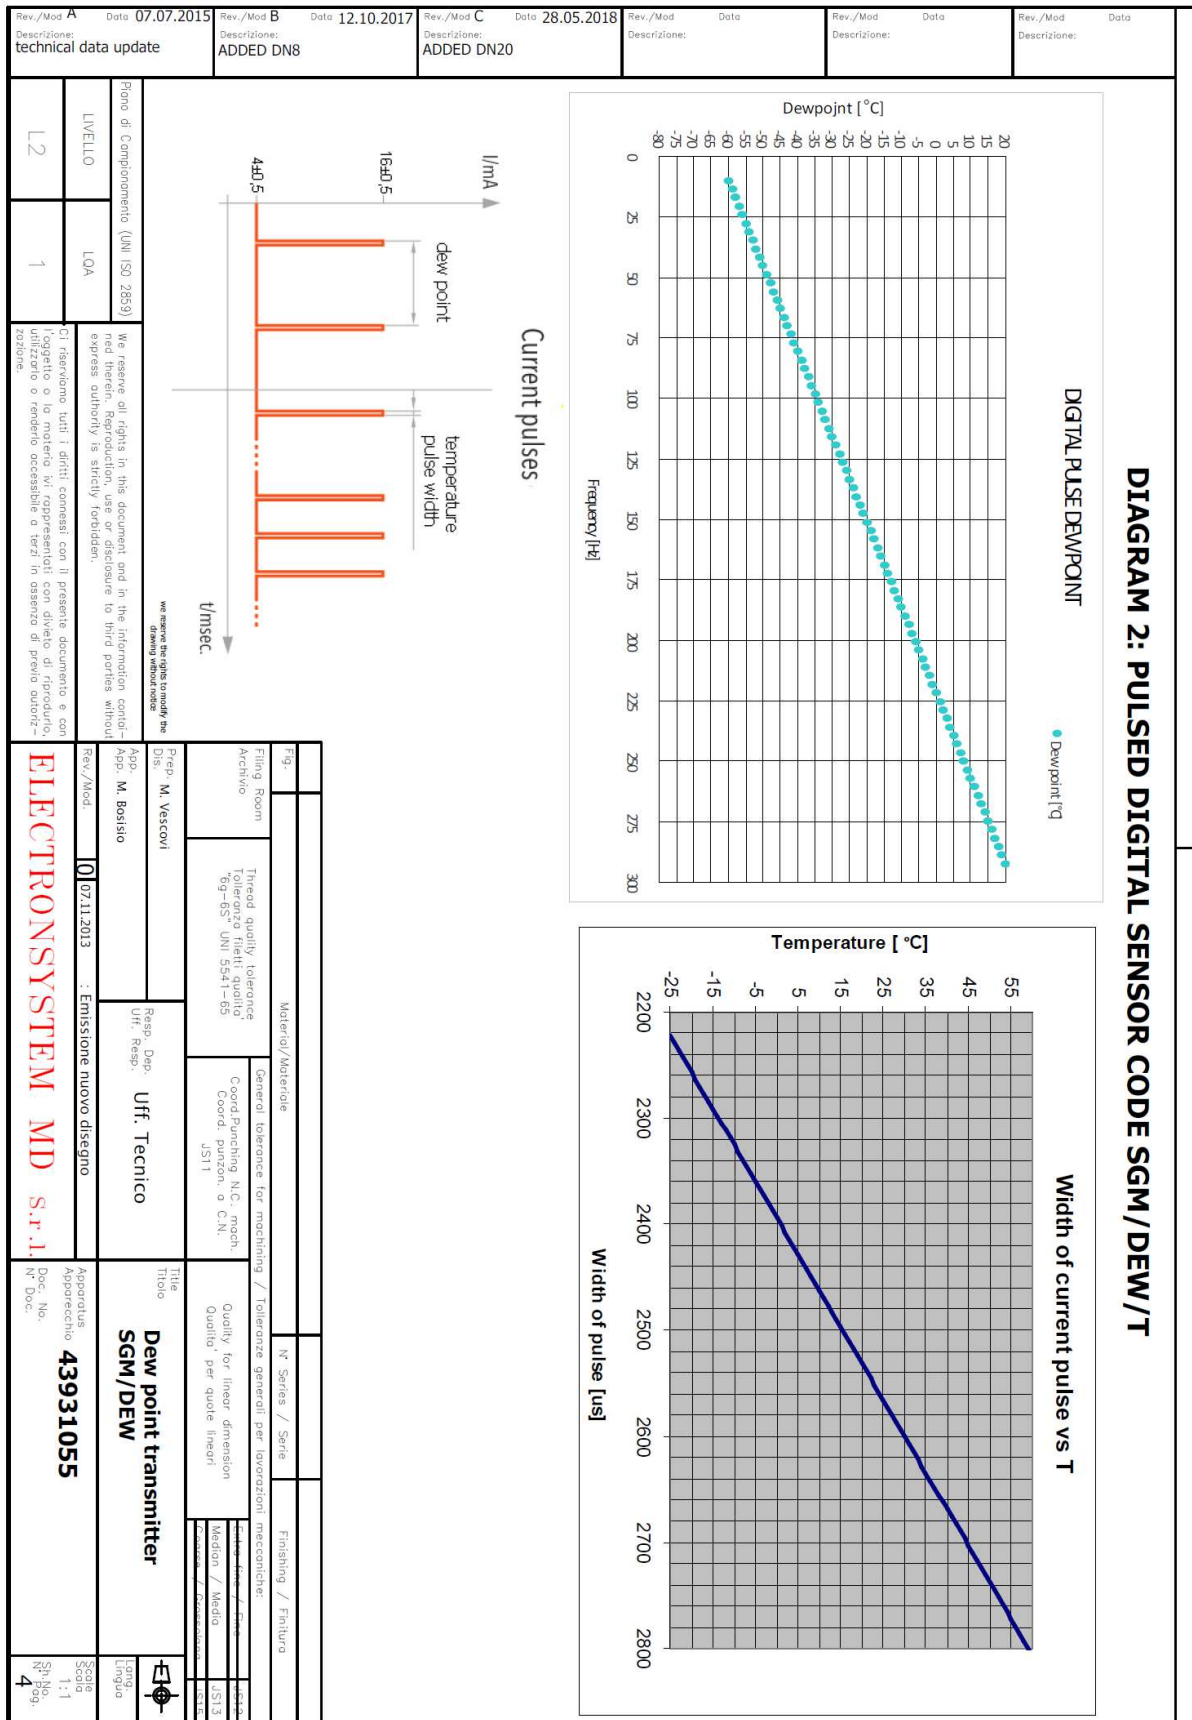 Rev./Mod A Data 07.07.2015
Descrizione:
technical data update
Rev./Mod B Data 12.10.2017
Descrizione:
ADDED DN8
Rev./Mod C Data 28.05.2018
Descrizione:
ADDED DN20
Rev./Mod Data
Descrizione:
Rev./Mod Data
Descrizione:
Rev./Mod Data
Descrizione:
DIAGRAM 2: PULSED DIGITAL SENSOR CODE SGM/DEW/T
DIGITAL PULSE DEWPOINT
Dewpoint [°C]
Dewpojnt [°C]
20
15
10
5
0
-5
-10
-15
-20
-25
-30
-35
-40
-45
-50
-55
-60
-65
-70
-75
-80
0 25 50 75 100 125 150 175 200 225 250 275 300
Frequency [Hz]
Width of current pulse vs T
Temperature [ °C]
55
45
35
25
15
5
-5
-15
-25
2200 2300 2400 2500 2600 2700 2800
Width of pulse [us]
Current pulses
I/mA
16±0,5
4±0,5
dew point
temperature
pulse width
t/msec.
we reserve the rights to modify the
drawing without notice
Piano di Campionamento (UNI ISO 2859)
LIVELLO
LQA
L2
1
We reserve all rights in this document and in the information contai-
ned therein. Reproduction, use or disclosure to third parties without
express authority is strictly forbidden.
Ci riserviamo tutti i diritti connessi con il presente documento e con
l'oggetto o la materia ivi rappresentati con divieto di riprodurlo,
utilizzarlo o renderlo accessibile a terzi in assenza di previa autoriz-
zazione.
Fig.
Material/Materiale
N° Series / Serie
Finishing / Finitura
Filing Room
Archivio
Thread quality tolerance
Tolleranza filetti qualita'
"6g-6S" UNI 5541-65
General tolerance for machining / Tolleranze generali per lavorazioni meccaniche:
Coord.Punching N.C. mach.
Coord. punzon. a C.N.
JS11
Quality for linear dimension
Qualita' per quote lineari
Extra fine / Fine JS12
Median / Media JS13
Coarse / Grossolana JS15
Prep.
Dis. M. Vescovi
App.
App. M. Bosisio
Resp. Dep.
Uff. Resp. Uff. Tecnico
Title
Titolo
Dew point transmitter
SGM/DEW
Lang.
Lingua
Rev./Mod. 0 07.11.2013 : Emissione nuovo disegno
ELECTRONSYSTEM MD S.r.l.
Apparatus
Apparecchio
Doc. No.
N° Doc.
43931055
Scale
Scala
1:1
Sh.No.
N° Pag.
4